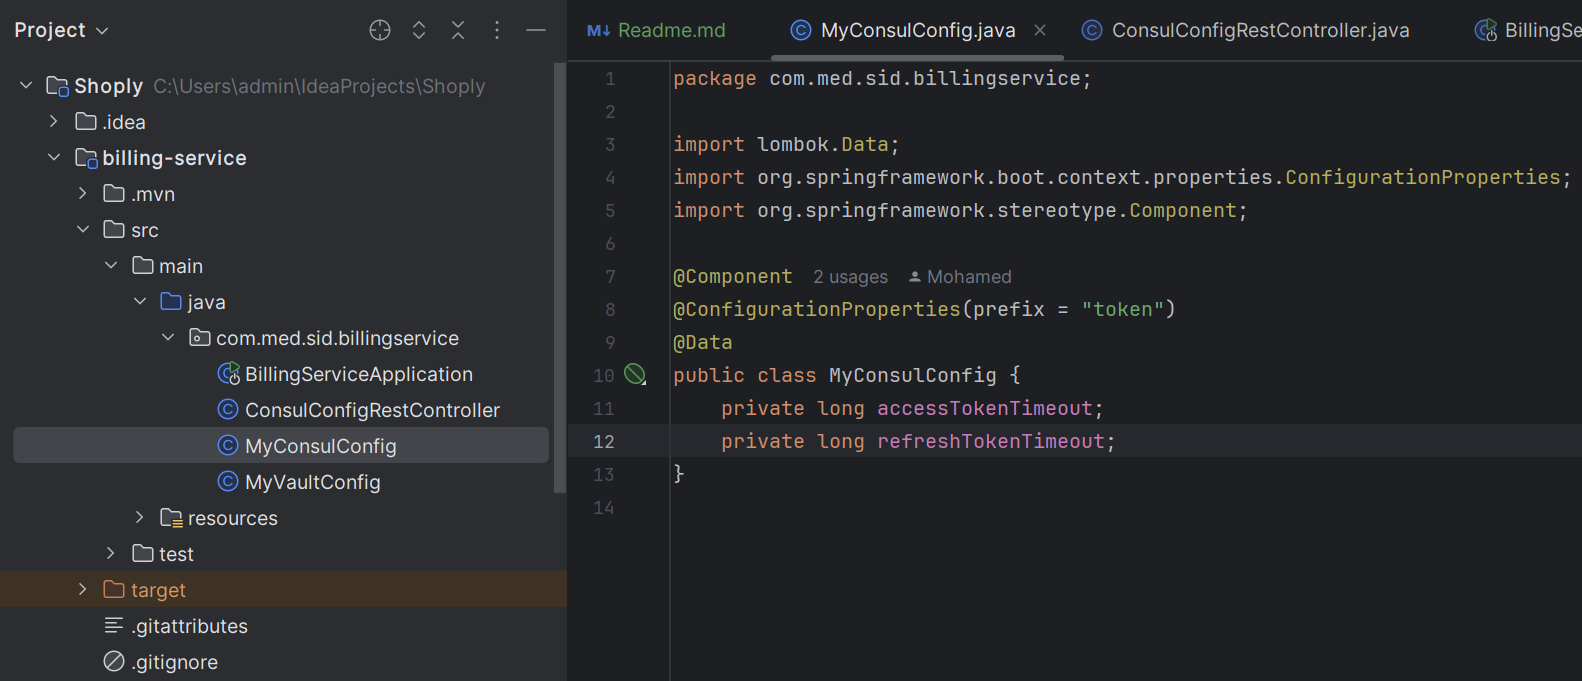 Project
Shoply C:\Users\admin\IdeaProjects\Shoply
.idea
billing-service
.mvn
src
main
java
com.med.sid.billingservice
BillingServiceApplication
ConsulConfigRestController
MyConsulConfig
MyVaultConfig
resources
test
target
.gitattributes
.gitignore
M↓ Readme.md
MyConsulConfig.java
ConsulConfigRestController.java
BillingSe
1 package com.med.sid.billingservice;
2
3 import lombok.Data;
4 import org.springframework.boot.context.properties.ConfigurationProperties;
5 import org.springframework.stereotype.Component;
6
7 @Component 2 usages Mohamed
8 @ConfigurationProperties(prefix = "token")
9 @Data
10 public class MyConsulConfig {
11 private long accessTokenTimeout;
12 private long refreshTokenTimeout;
13 }
14